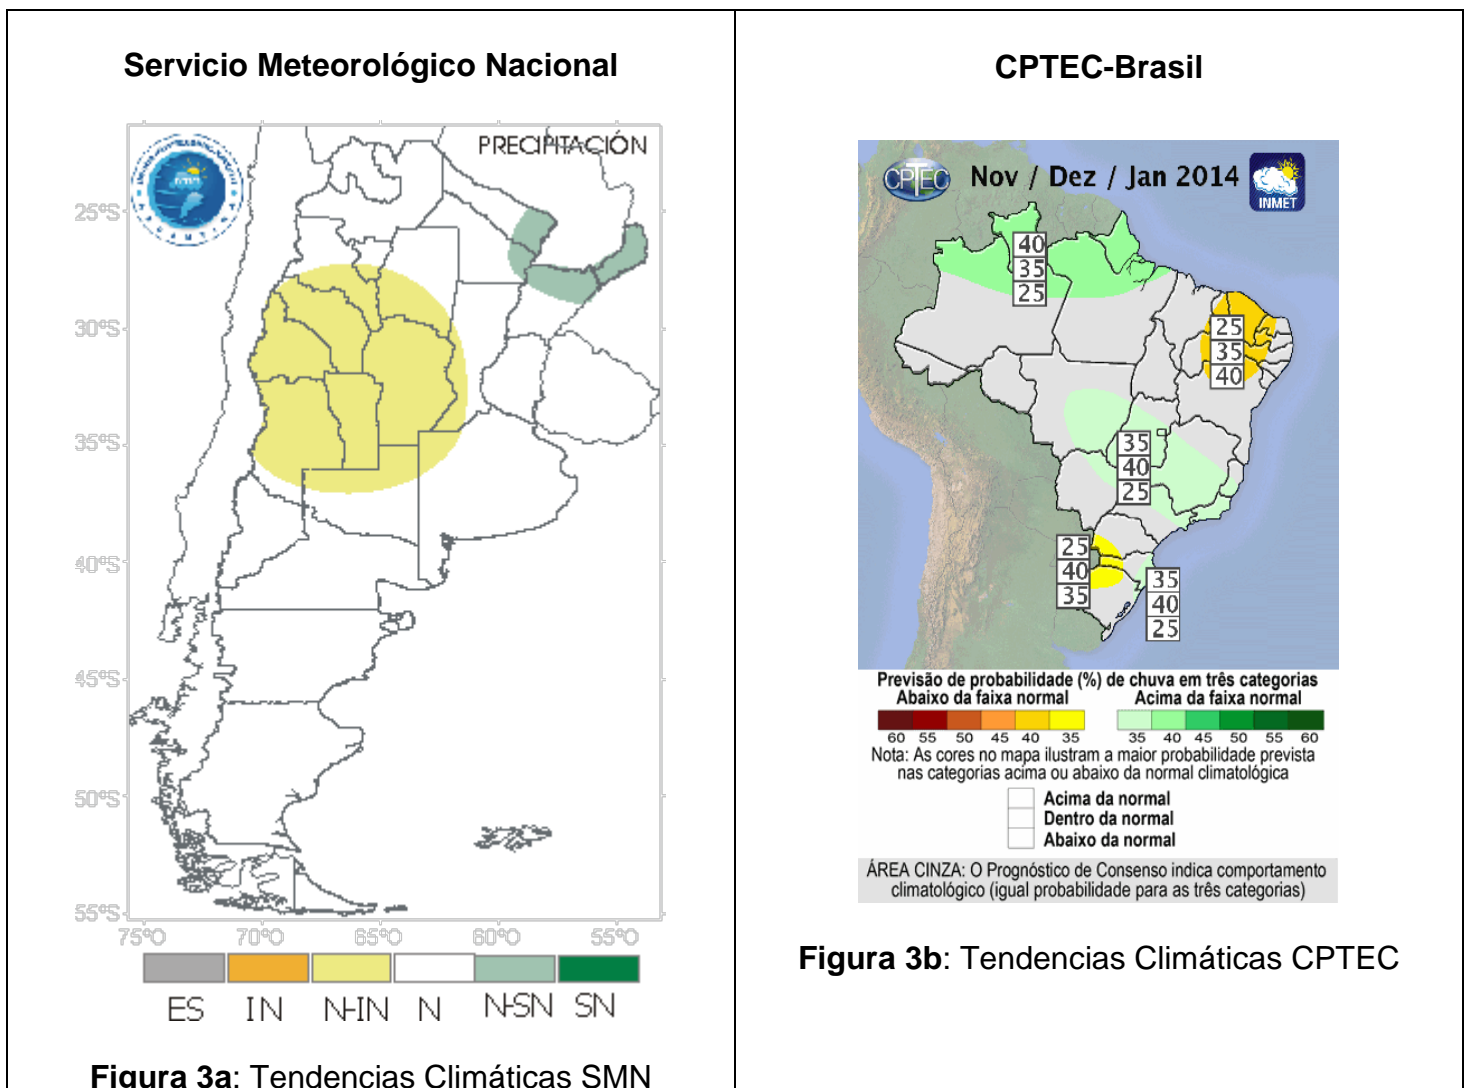 Servicio Meteorológico Nacional
PRECIPITACIÓN
25°S
30°S
35°S
40°S
45°S
50°S
55°S
75°O 70°O 65°O 60°O 55°O
ES IN N-IN N N-SN SN
Figura 3a: Tendencias Climáticas SMN
CPTEC-Brasil
CPTEC Nov / Dez / Jan 2014 INMET
40
35
25
25
35
40
35
40
25
25
40
35
35
40
25
Previsão de probabilidade (%) de chuva em três categorias
Abaixo da faixa normal Acima da faixa normal
60 55 50 45 40 35 35 40 45 50 55 60
Nota: As cores no mapa ilustram a maior probabilidade prevista
nas categorias acima ou abaixo da normal climatológica
Acima da normal
Dentro da normal
Abaixo da normal
ÁREA CINZA: O Prognóstico de Consenso indica comportamento
climatológico (igual probabilidade para as três categorias)
Figura 3b: Tendencias Climáticas CPTEC